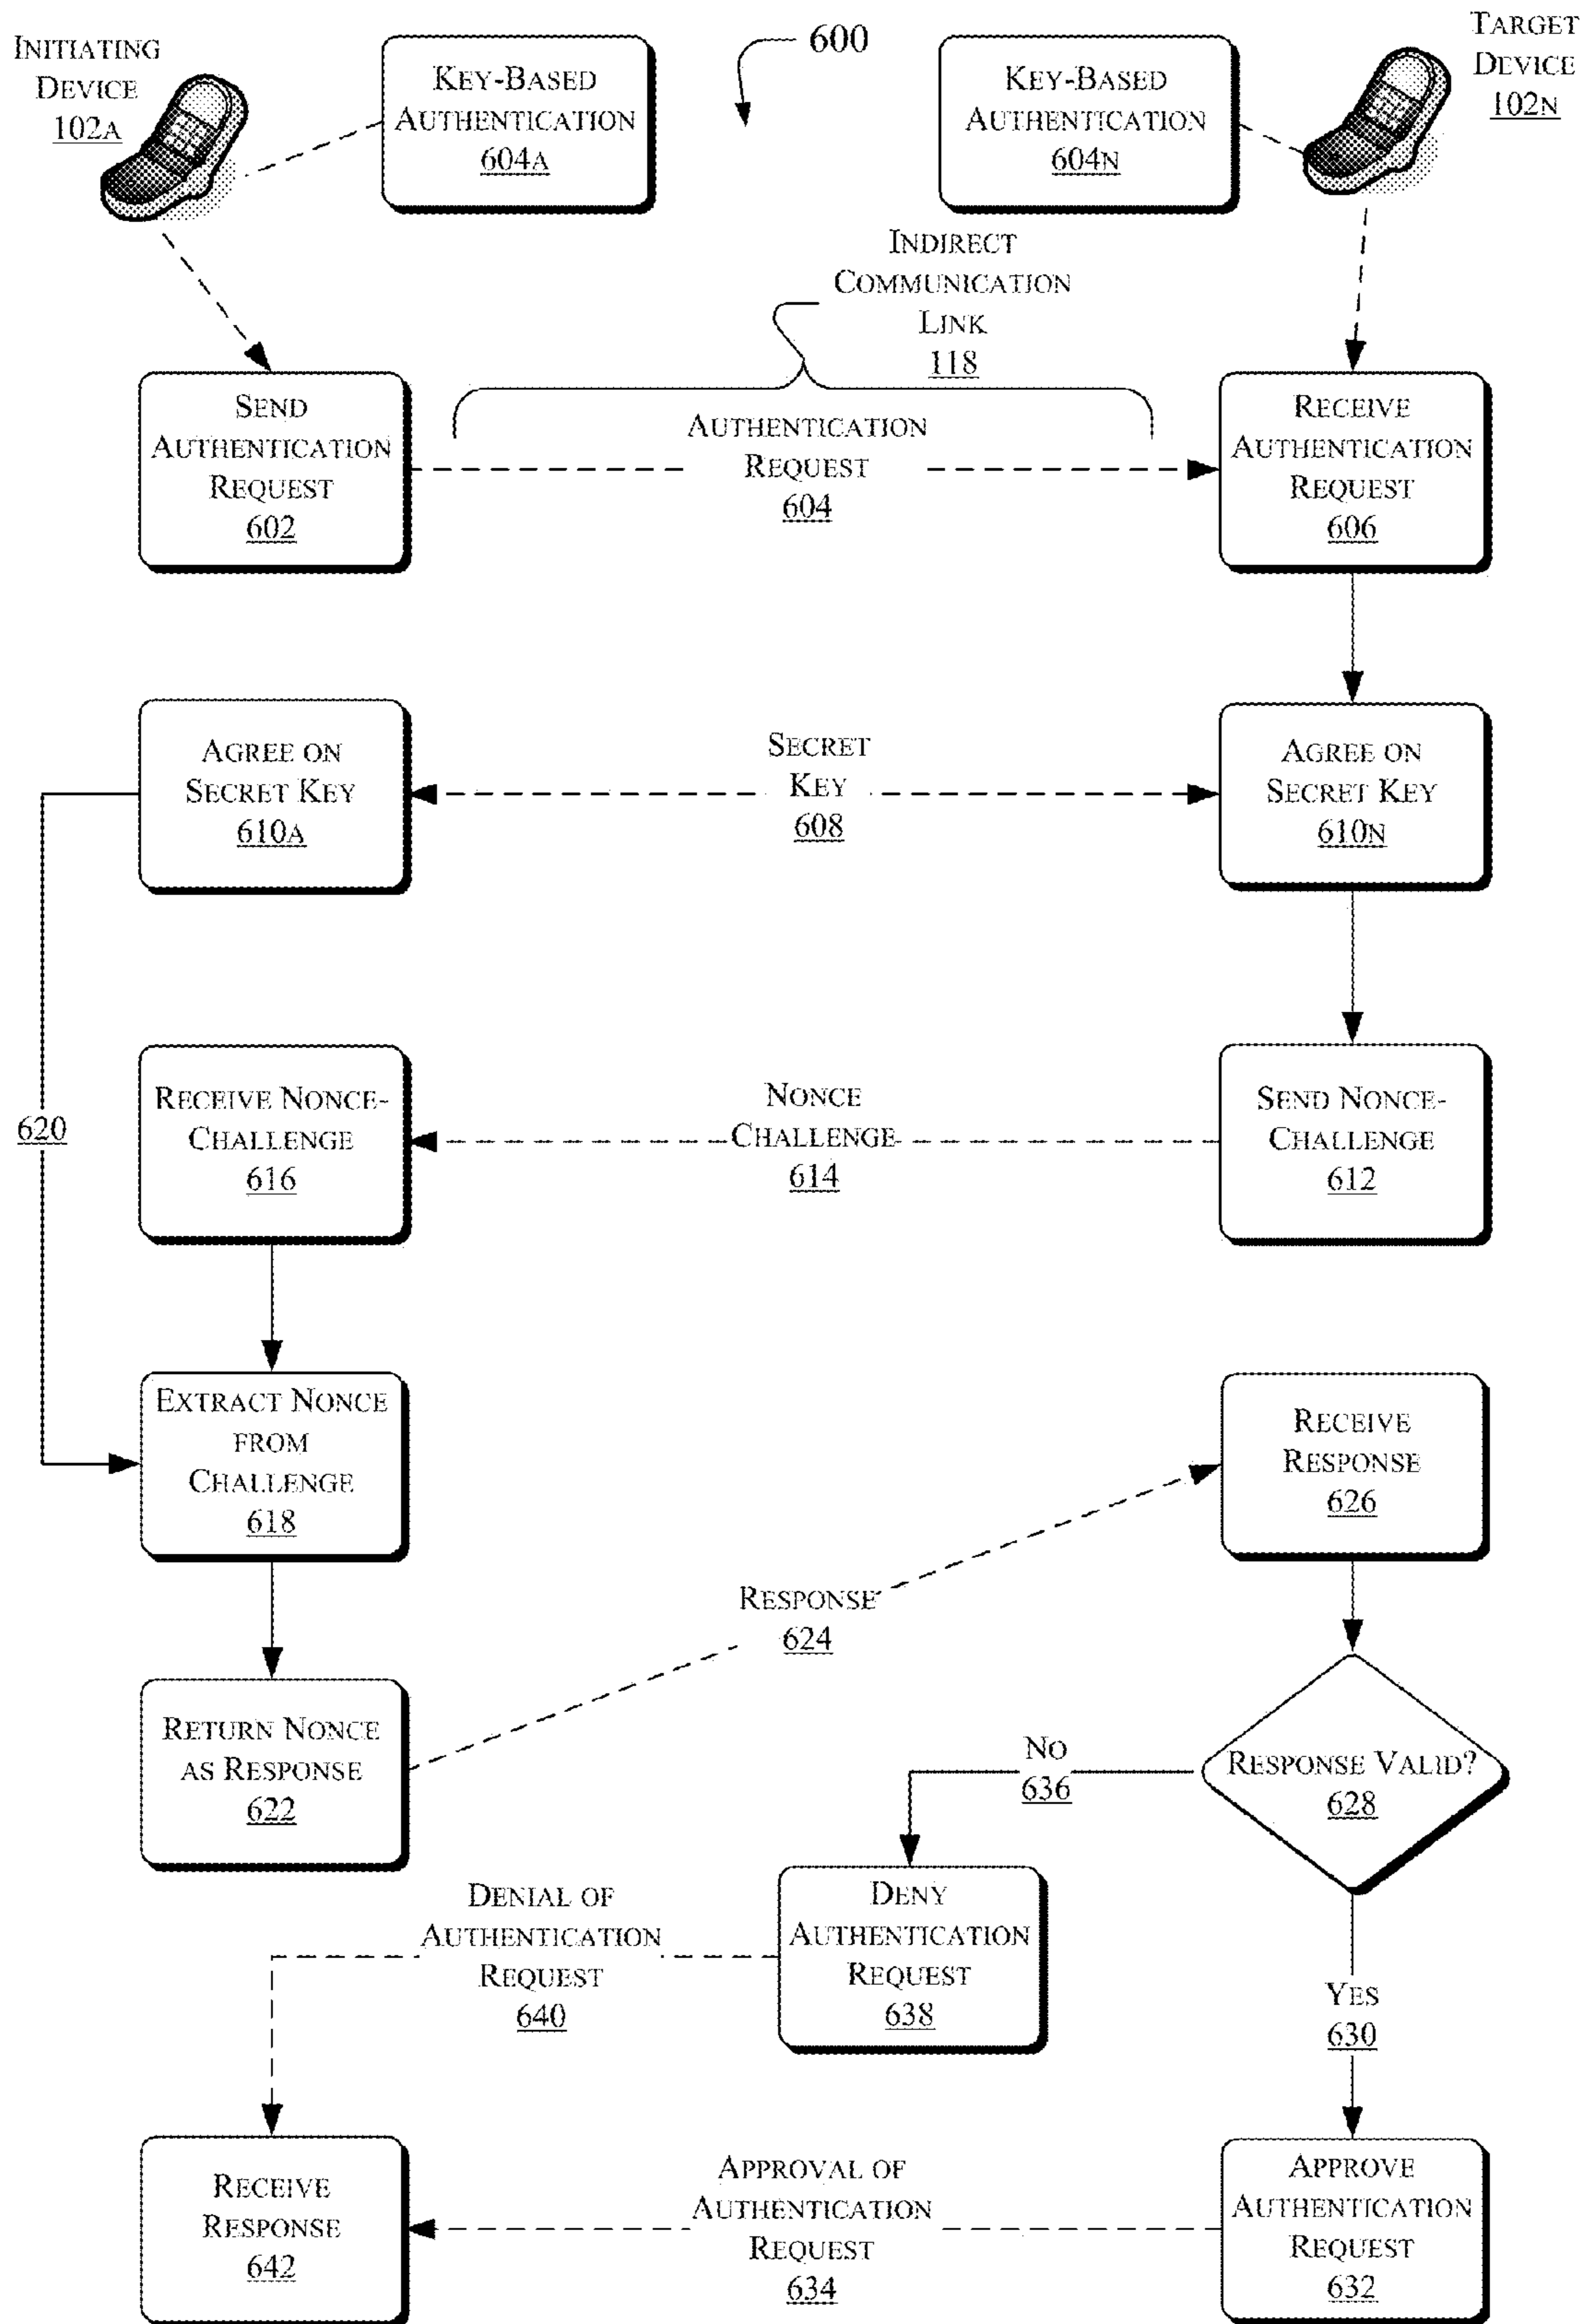 INITIATING
DEVICE
102A
KEY-BASED
AUTHENTICATION
604A
600
KEY-BASED
AUTHENTICATION
604N
TARGET
DEVICE
102N
INDIRECT
COMMUNICATION
LINK
118
SEND
AUTHENTICATION
REQUEST
602
AUTHENTICATION
REQUEST
604
RECEIVE
AUTHENTICATION
REQUEST
606
AGREE ON
SECRET KEY
610A
SECRET
KEY
608
AGREE ON
SECRET KEY
610N
620
RECEIVE NONCE-
CHALLENGE
616
NONCE
CHALLENGE
614
SEND NONCE-
CHALLENGE
612
EXTRACT NONCE
FROM
CHALLENGE
618
RECEIVE
RESPONSE
626
RESPONSE
624
RETURN NONCE
AS RESPONSE
622
NO
636
RESPONSE VALID?
628
DENIAL OF
AUTHENTICATION
REQUEST
640
DENY
AUTHENTICATION
REQUEST
638
YES
630
RECEIVE
RESPONSE
642
APPROVAL OF
AUTHENTICATION
REQUEST
634
APPROVE
AUTHENTICATION
REQUEST
632